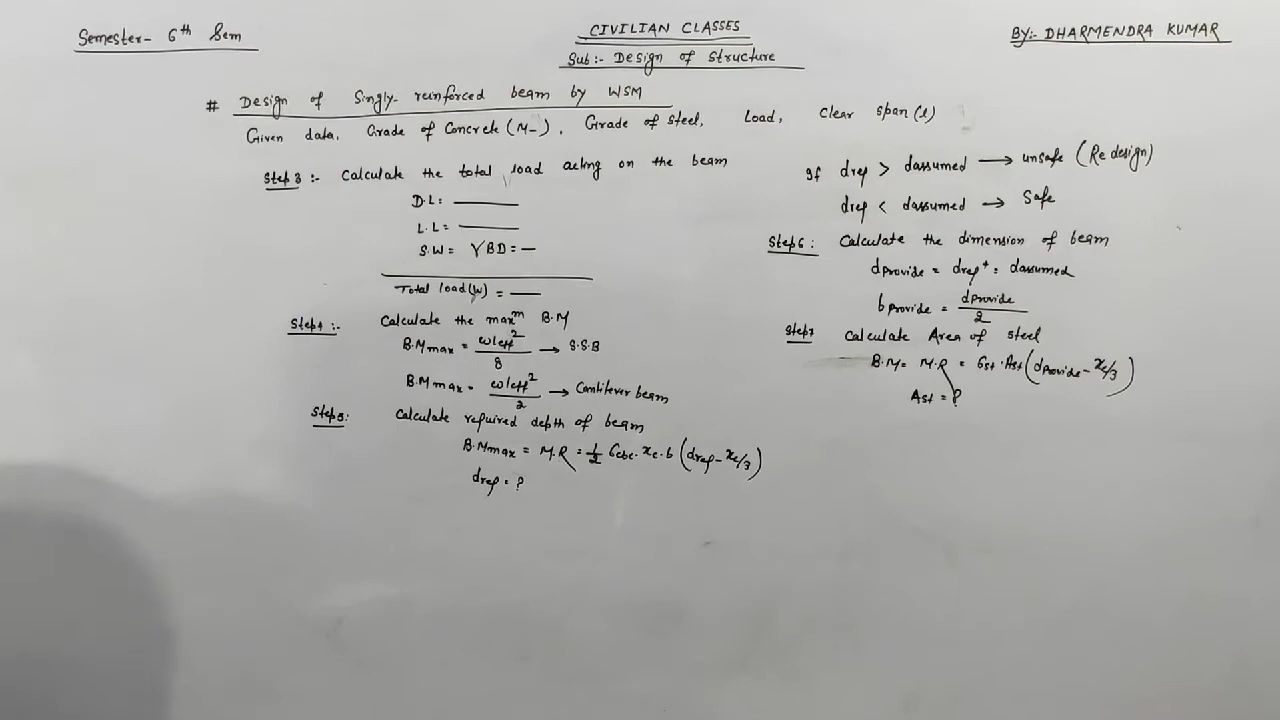 Semester- 6th Sem
CIVILIAN CLASSES
BY:- DHARMENDRA KUMAR
Sub:- Design of Structure
# Design of Singly- reinforced beam by WSM
Given data, Grade of Concrete (M-), Grade of steel, Load, Clear span (l)
Step 3 :- Calculate the total load acting on the beam
D.L = ———
L.L = ———
S.W = γBD = —
Total load(W) = ——
Step 4 :- Calculate the maxm B.M
B.Mmax = wleff²/8 → S.S.B
B.Mmax = wleff²/2 → Cantilever beam
Step 5: Calculate required depth of beam
B.Mmax = M.R = 1/2 σcbc. xc. b (dreq - xc/3)
dreq = ?
If dreq > dassumed → unsafe (Re design)
dreq < dassumed → Safe
Step 6: Calculate the dimension of beam
dprovide = dreq+ = dassumed
bprovide = dprovide/2
Step 7 Calculate Area of steel
B.M = M.R = σst. Ast (dprovide - xc/3)
Ast = ?